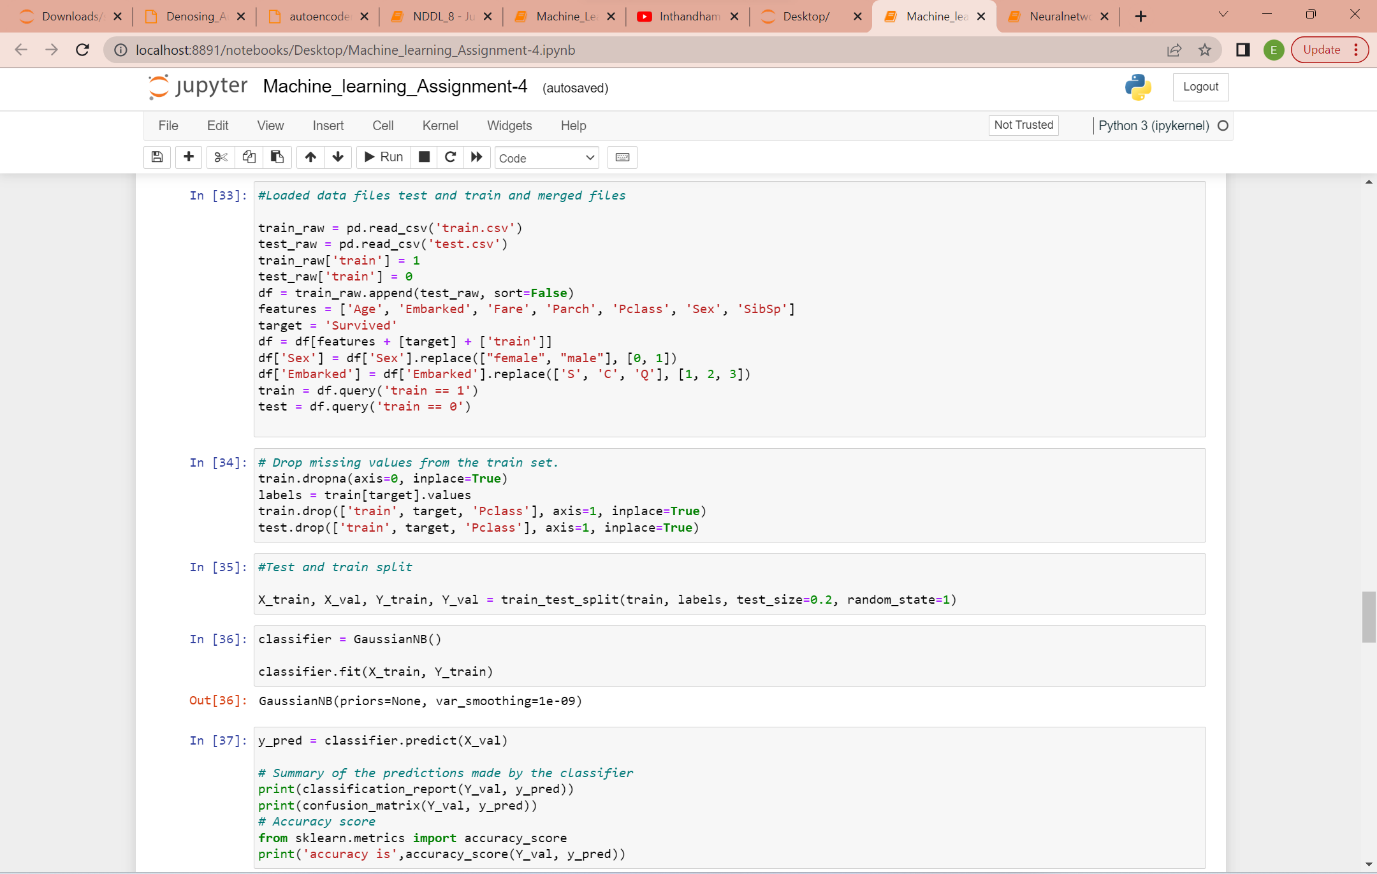 Downloads/
Denosing_A
autoencode
NDDL_8 - Ju
Machine_Le
Inthandham
Desktop/
Machine_lea
Neuralnetwo
localhost:8891/notebooks/Desktop/Machine_learning_Assignment-4.ipynb
E
Update
jupyter Machine_learning_Assignment-4 (autosaved)
Logout
File Edit View Insert Cell Kernel Widgets Help
Not Trusted
Python 3 (ipykernel)
Run
Code
In [33]: #Loaded data files test and train and merged files
train_raw = pd.read_csv('train.csv')
test_raw = pd.read_csv('test.csv')
train_raw['train'] = 1
test_raw['train'] = 0
df = train_raw.append(test_raw, sort=False)
features = ['Age', 'Embarked', 'Fare', 'Parch', 'Pclass', 'Sex', 'SibSp']
target = 'Survived'
df = df[features + [target] + ['train']]
df['Sex'] = df['Sex'].replace(["female", "male"], [0, 1])
df['Embarked'] = df['Embarked'].replace(['S', 'C', 'Q'], [1, 2, 3])
train = df.query('train == 1')
test = df.query('train == 0')
In [34]: # Drop missing values from the train set.
train.dropna(axis=0, inplace=True)
labels = train[target].values
train.drop(['train', target, 'Pclass'], axis=1, inplace=True)
test.drop(['train', target, 'Pclass'], axis=1, inplace=True)
In [35]: #Test and train split
X_train, X_val, Y_train, Y_val = train_test_split(train, labels, test_size=0.2, random_state=1)
In [36]: classifier = GaussianNB()
classifier.fit(X_train, Y_train)
Out[36]: GaussianNB(priors=None, var_smoothing=1e-09)
In [37]: y_pred = classifier.predict(X_val)
# Summary of the predictions made by the classifier
print(classification_report(Y_val, y_pred))
print(confusion_matrix(Y_val, y_pred))
# Accuracy score
from sklearn.metrics import accuracy_score
print('accuracy is',accuracy_score(Y_val, y_pred))